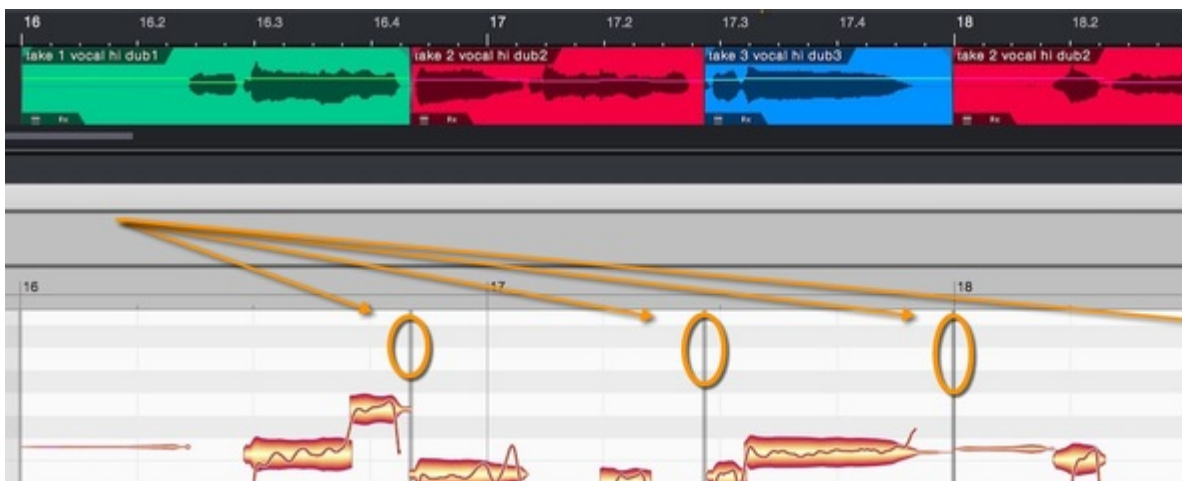 16 16.2 16.3 16.4 17 17.2 17.3 17.4 18 18.2
take 1 vocal hi dub1 take 2 vocal hi dub2 take 3 vocal hi dub3 take 2 vocal hi dub2
16 17 18